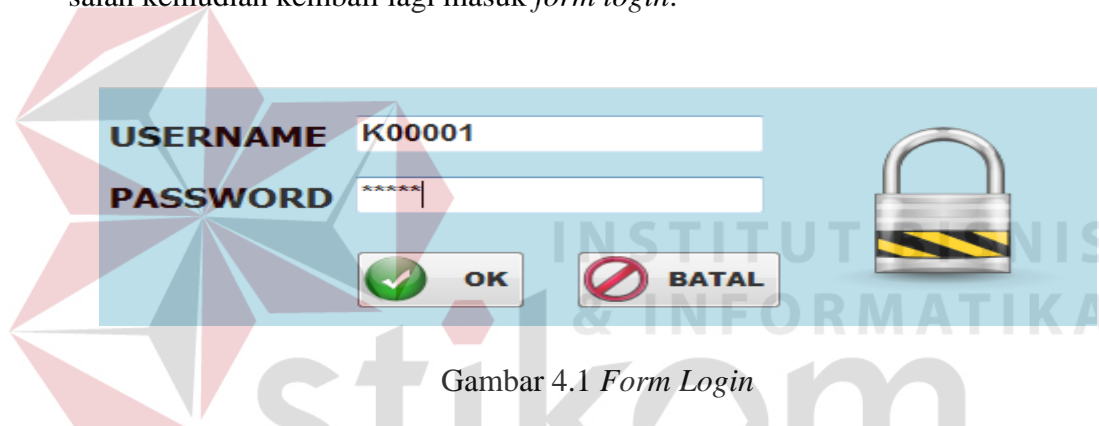 salah kemudian kembali lagi masuk form login.
USERNAME K00001
PASSWORD *****
OK BATAL
INSTITUT BISNIS
& INFORMATIKA
stikom
Gambar 4.1 Form Login